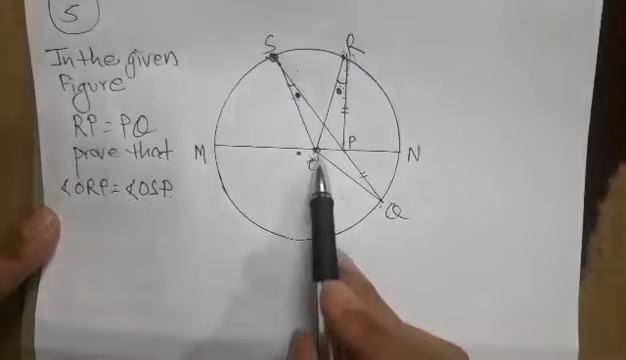 5
In the given
figure
RP = PQ
prove that
∠ORP = ∠OSP.
S
R
M
P
N
Q